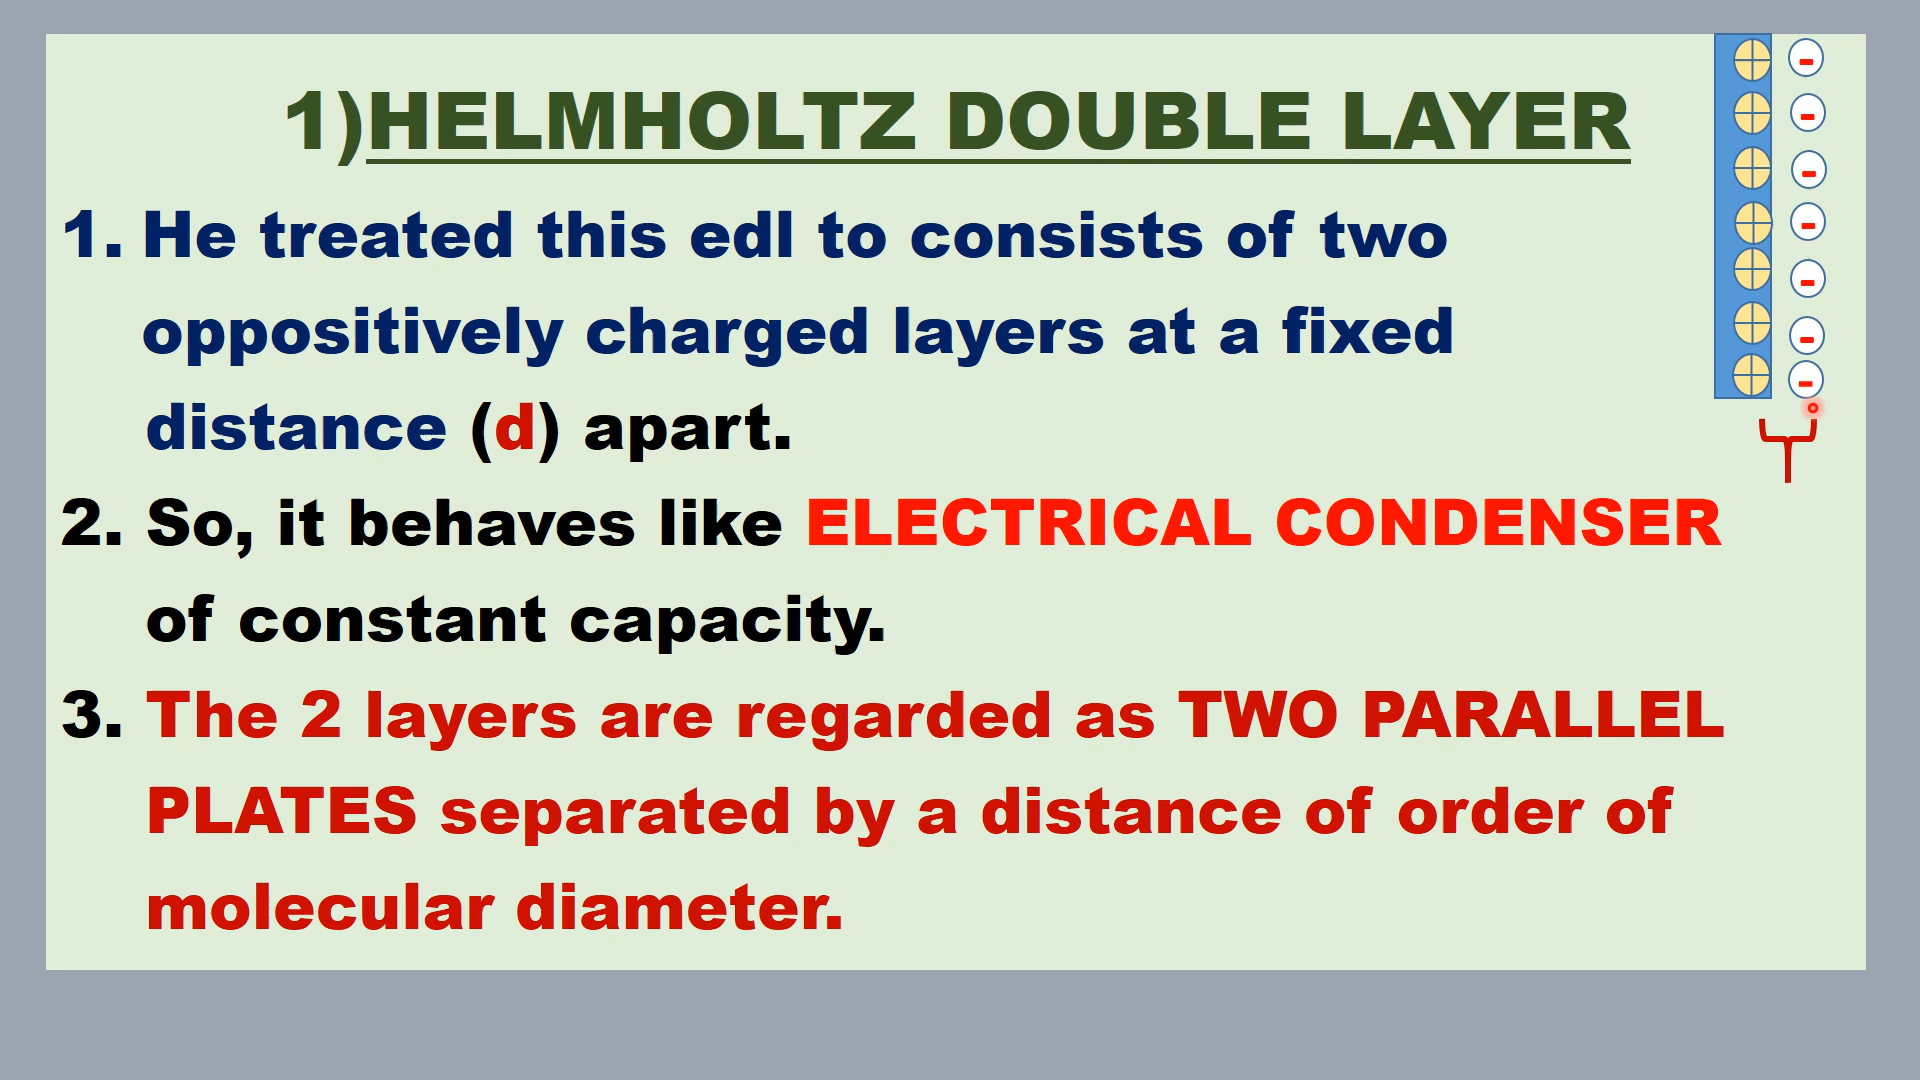 1)HELMHOLTZ DOUBLE LAYER
1. He treated this edl to consists of two
oppositively charged layers at a fixed
distance (d) apart.
2. So, it behaves like ELECTRICAL CONDENSER
of constant capacity.
3. The 2 layers are regarded as TWO PARALLEL
PLATES separated by a distance of order of
molecular diameter.